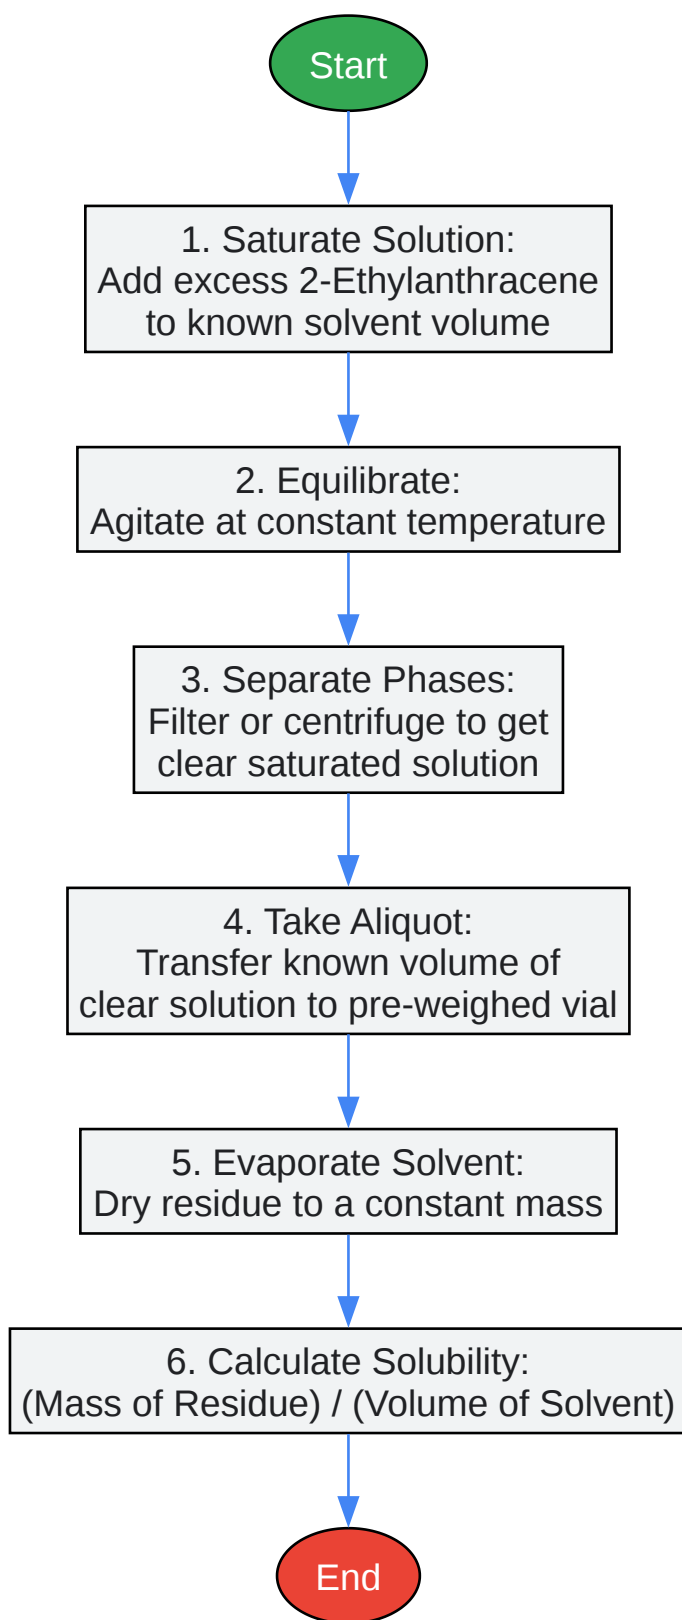 Start
1. Saturate Solution:
Add excess 2-Ethylanthracene
to known solvent volume
2. Equilibrate:
Agitate at constant temperature
3. Separate Phases:
Filter or centrifuge to get
clear saturated solution
4. Take Aliquot:
Transfer known volume of
clear solution to pre-weighed vial
5. Evaporate Solvent:
Dry residue to a constant mass
6. Calculate Solubility:
(Mass of Residue) / (Volume of Solvent)
End